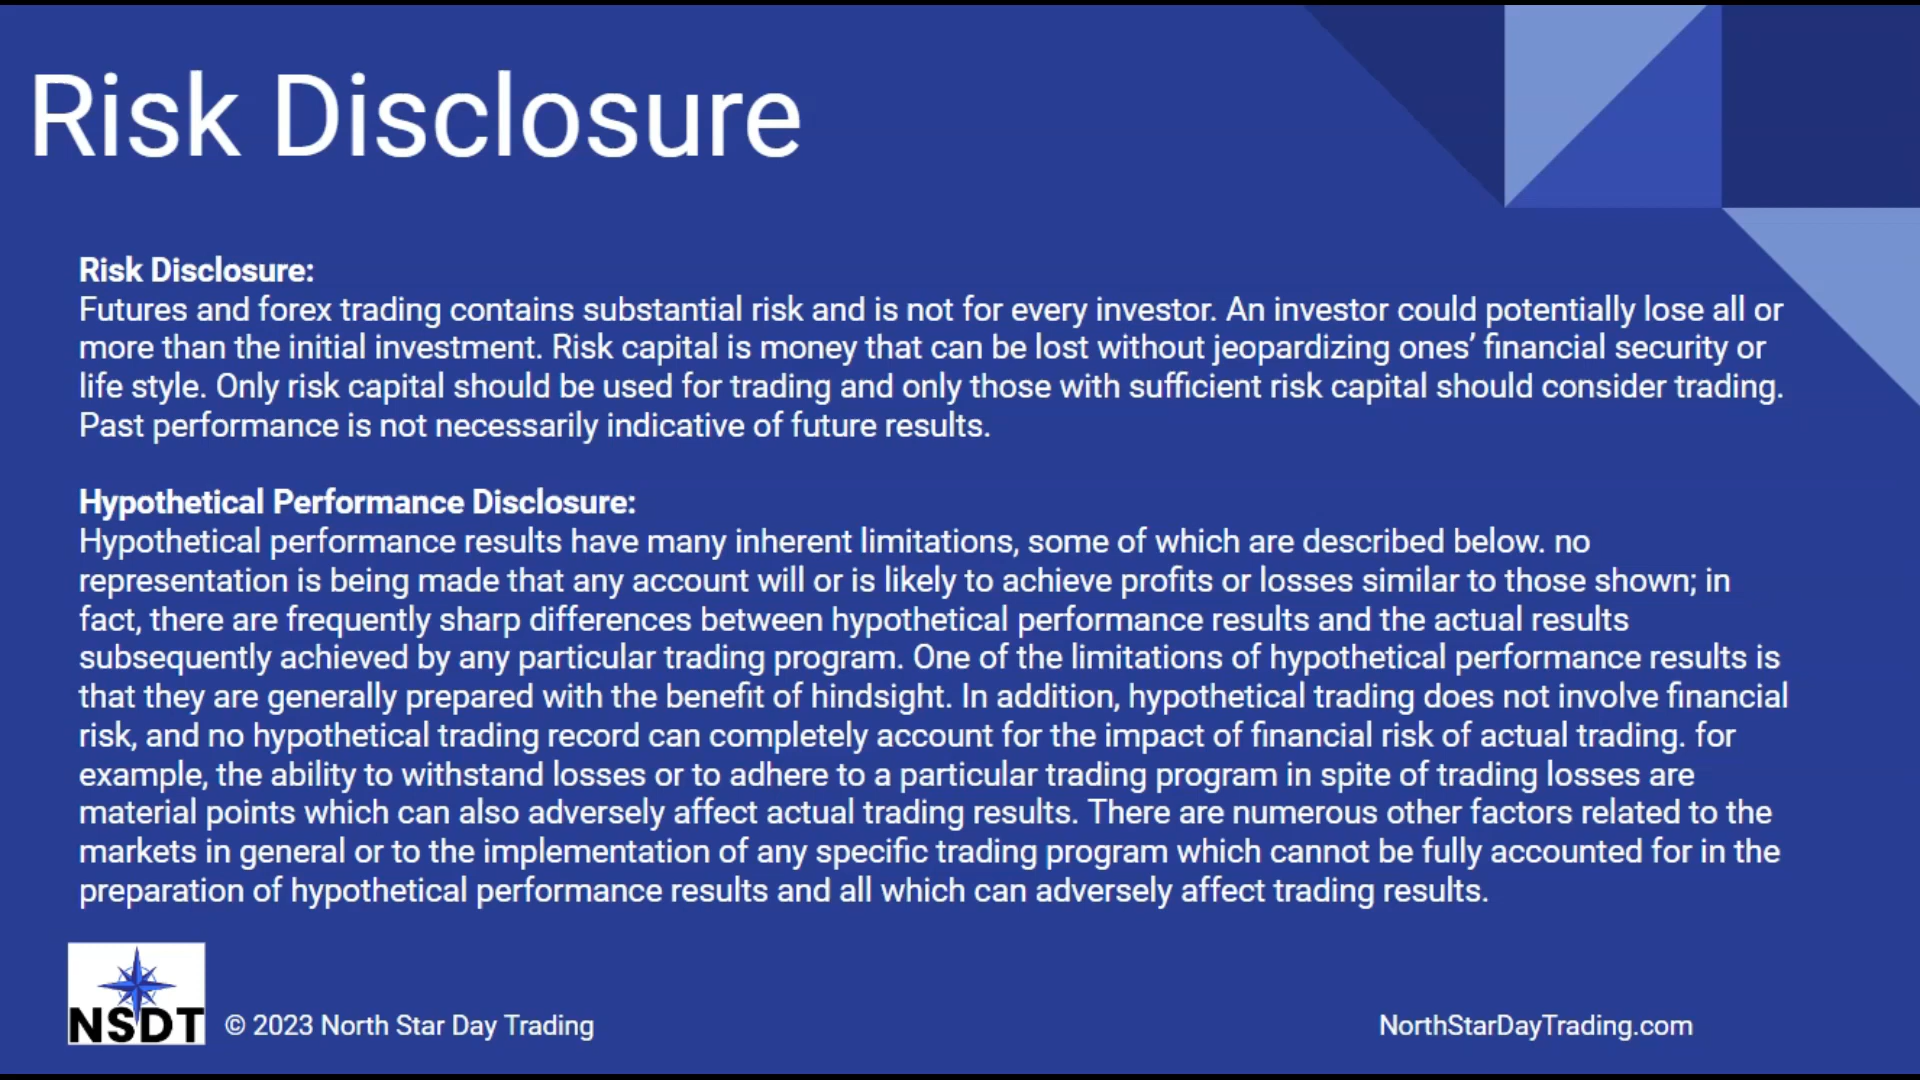 Risk Disclosure
Risk Disclosure:
Futures and forex trading contains substantial risk and is not for every investor. An investor could potentially lose all or
more than the initial investment. Risk capital is money that can be lost without jeopardizing ones’ financial security or
life style. Only risk capital should be used for trading and only those with sufficient risk capital should consider trading.
Past performance is not necessarily indicative of future results.
Hypothetical Performance Disclosure:
Hypothetical performance results have many inherent limitations, some of which are described below. no
representation is being made that any account will or is likely to achieve profits or losses similar to those shown; in
fact, there are frequently sharp differences between hypothetical performance results and the actual results
subsequently achieved by any particular trading program. One of the limitations of hypothetical performance results is
that they are generally prepared with the benefit of hindsight. In addition, hypothetical trading does not involve financial
risk, and no hypothetical trading record can completely account for the impact of financial risk of actual trading. for
example, the ability to withstand losses or to adhere to a particular trading program in spite of trading losses are
material points which can also adversely affect actual trading results. There are numerous other factors related to the
markets in general or to the implementation of any specific trading program which cannot be fully accounted for in the
preparation of hypothetical performance results and all which can adversely affect trading results.
NSDT
© 2023 North Star Day Trading
NorthStarDayTrading.com